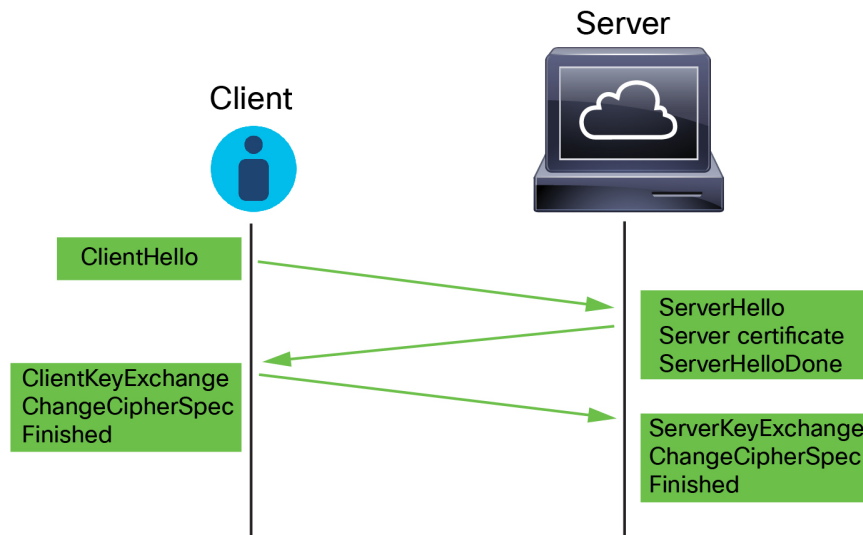 Server
Client
ClientHello
ServerHello
Server certificate
ServerHelloDone
ClientKeyExchange
ChangeCipherSpec
Finished
ServerKeyExchange
ChangeCipherSpec
Finished